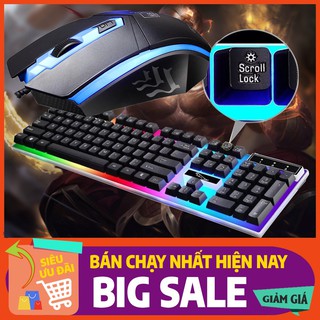 Scroll
Lock
SIÊU
ƯU ĐÃI
BÁN CHẠY NHẤT HIỆN NAY
BIG SALE
GIẢM GIÁ